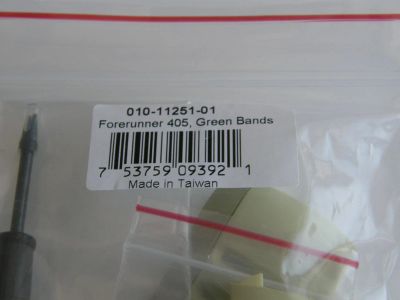 010-11251-01
Forerunner 405, Green Bands
7 53759 09392 1
Made in Taiwan